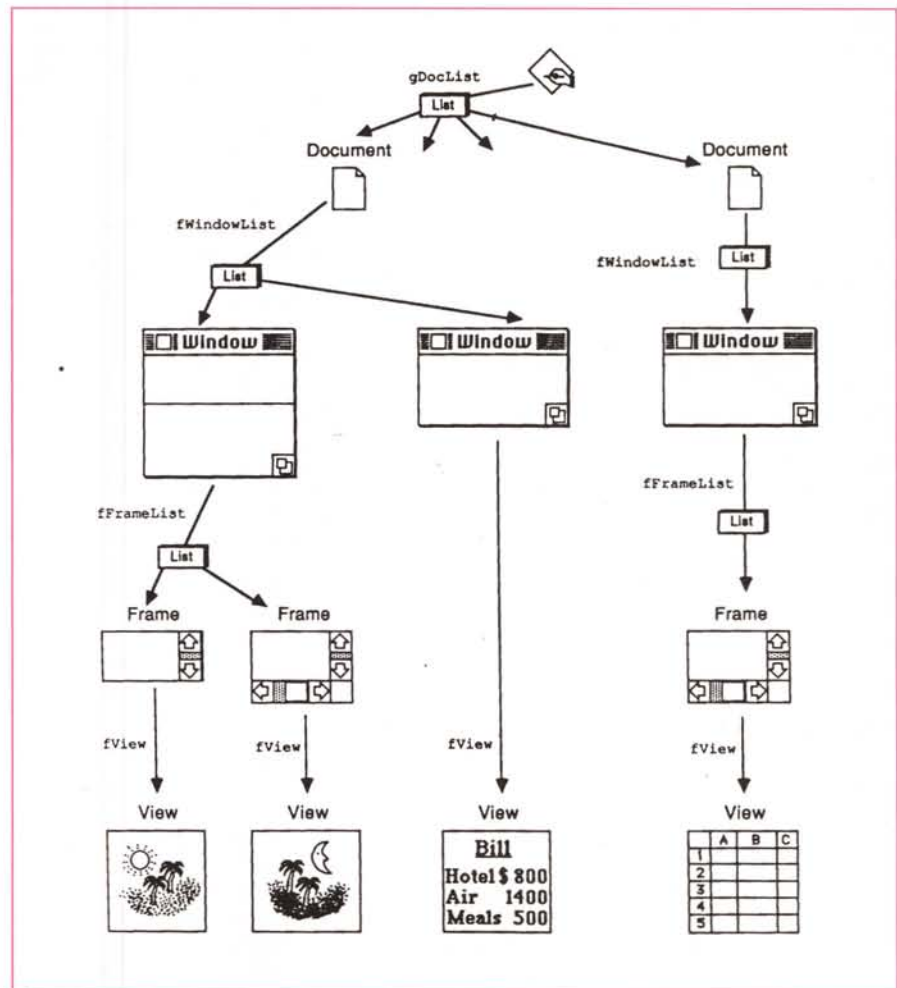 gDocList
List
Document
Document
fWindowList
List
fWindowList
List
Window
Window
Window
fFrameList
List
fFrameList
List
Frame
Frame
Frame
fView
fView
fView
fView
View
View
View
View
Bill
Hotel $ 800
Air 1400
Meals 500
A B C
1
2
3
4
5